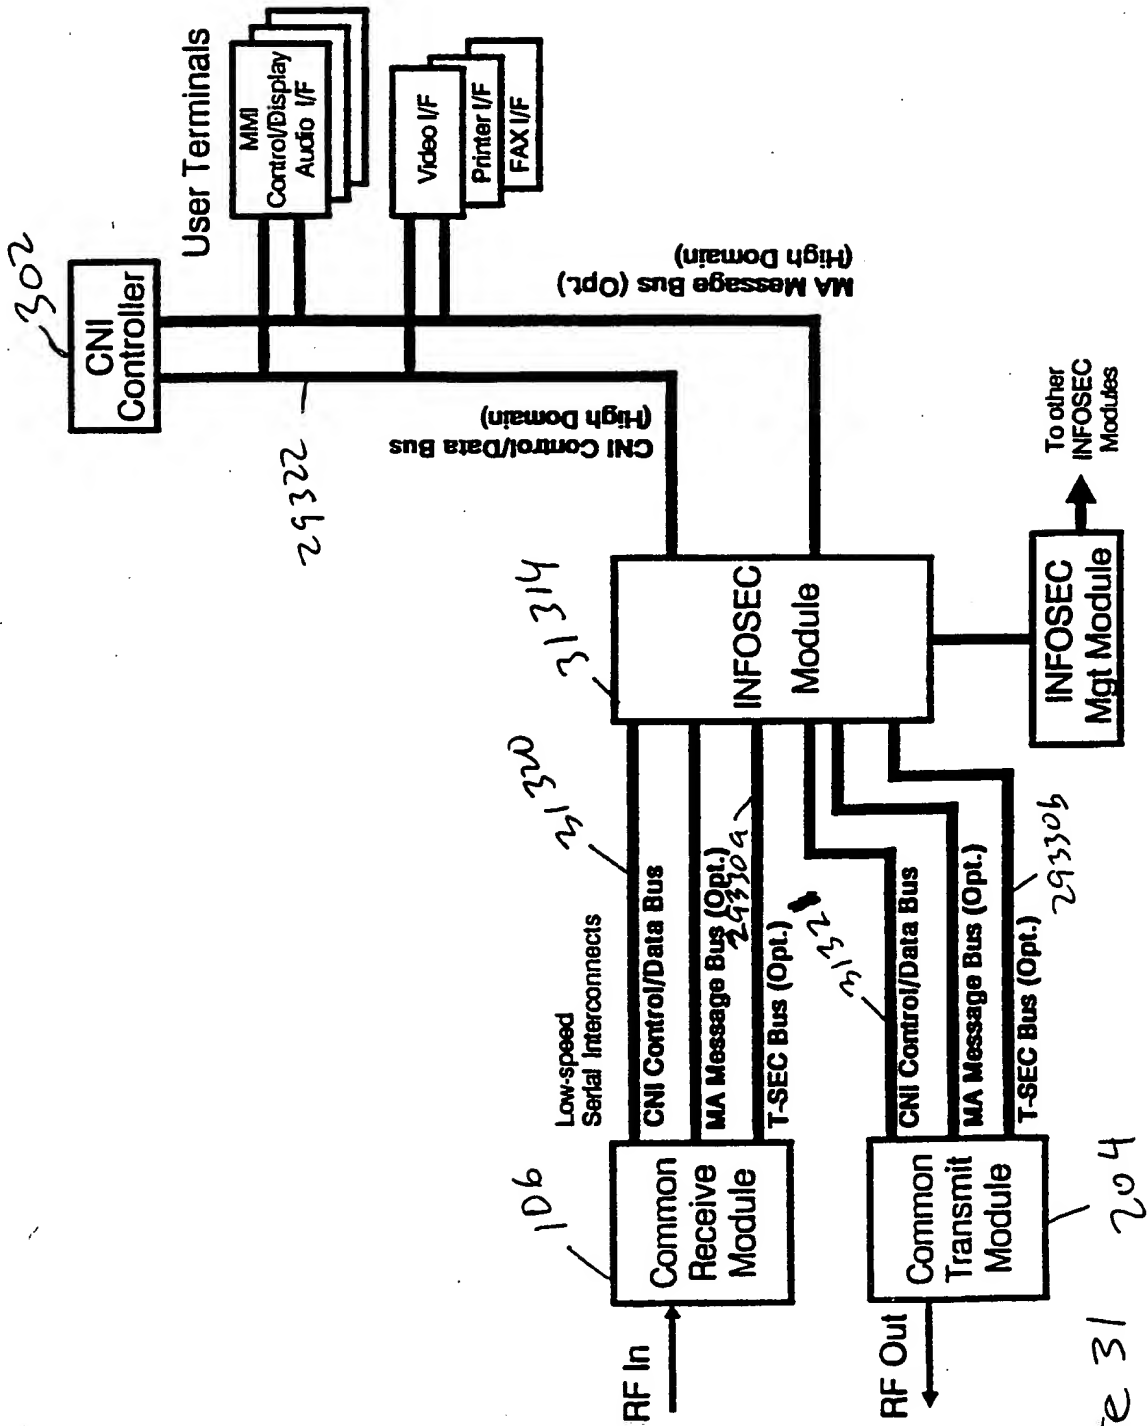 RF In
106
Common
Receive
Module
Low-speed
Serial Interconnects
31320
CNI Control/Data Bus
MA Message Bus (Opt.)
29330a
T-SEC Bus (Opt.)
31314
INFOSEC
Module
RF Out
Common
Transmit
Module
204
3132
CNI Control/Data Bus
MA Message Bus (Opt.)
T-SEC Bus (Opt.)
29330b
INFOSEC
Mgt Module
To other
INFOSEC
Modules
CNI Control/Data Bus
(High Domain)
MA Message Bus (Opt.)
(High Domain)
29322
302
CNI
Controller
User Terminals
MMI
Control/Display
Audio I/F
Video I/F
Printer I/F
FAX I/F
31